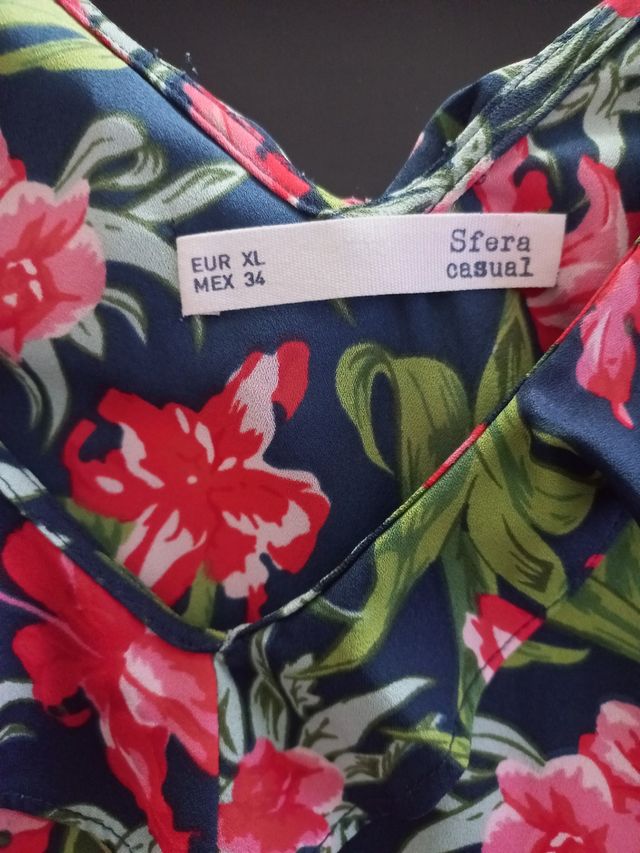 EUR XL
MEX 34
Sfera
casual